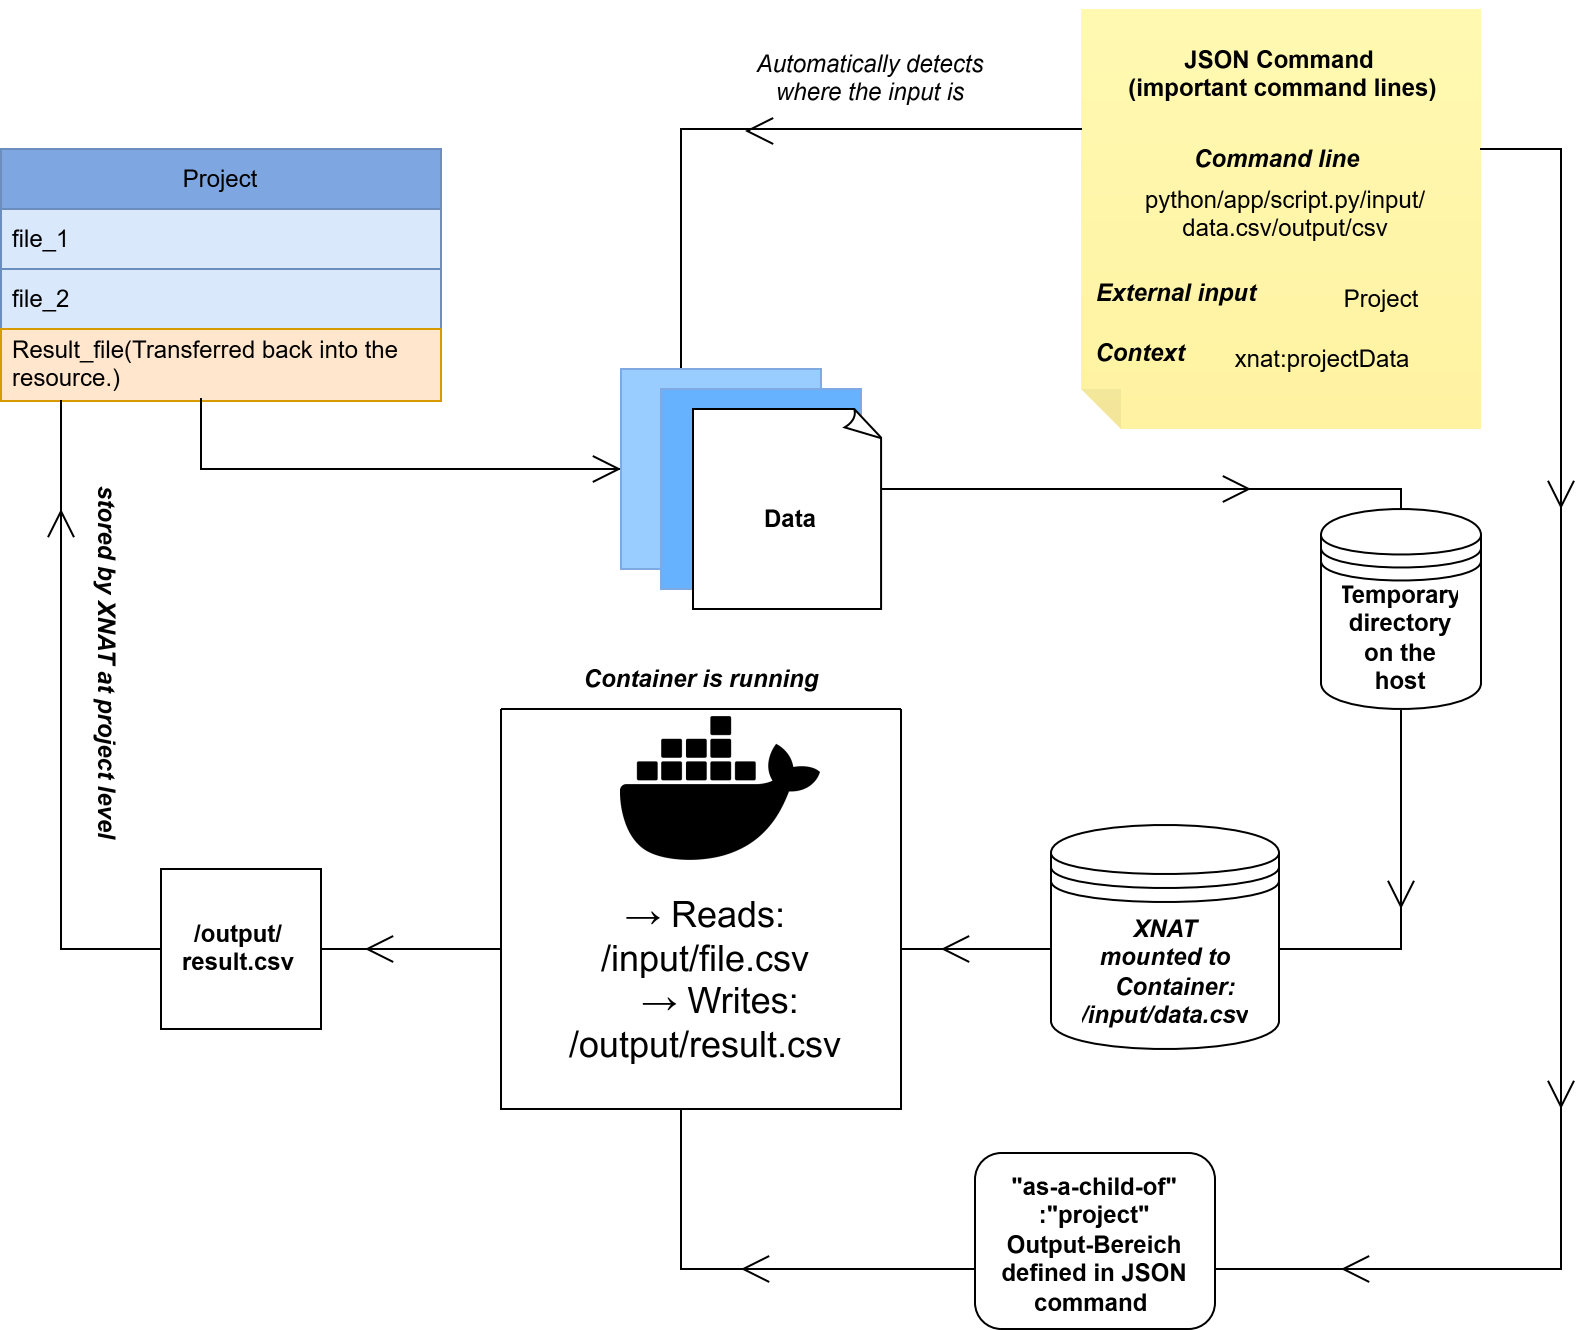 Automatically detects
where the input is
JSON Command
(important command lines)
Command line
python/app/script.py/input/
data.csv/output/csv
External input
Project
Context
xnat:projectData
Project
file_1
file_2
Result_file(Transferred back into the
resource.)
Data
Temporary
directory
on the
host
stored by XNAT at project level
Container is running
→ Reads:
/input/file.csv
→ Writes:
/output/result.csv
XNAT
mounted to
Container:
/input/data.csv
/output/
result.csv
"as-a-child-of"
:"project"
Output-Bereich
defined in JSON
command